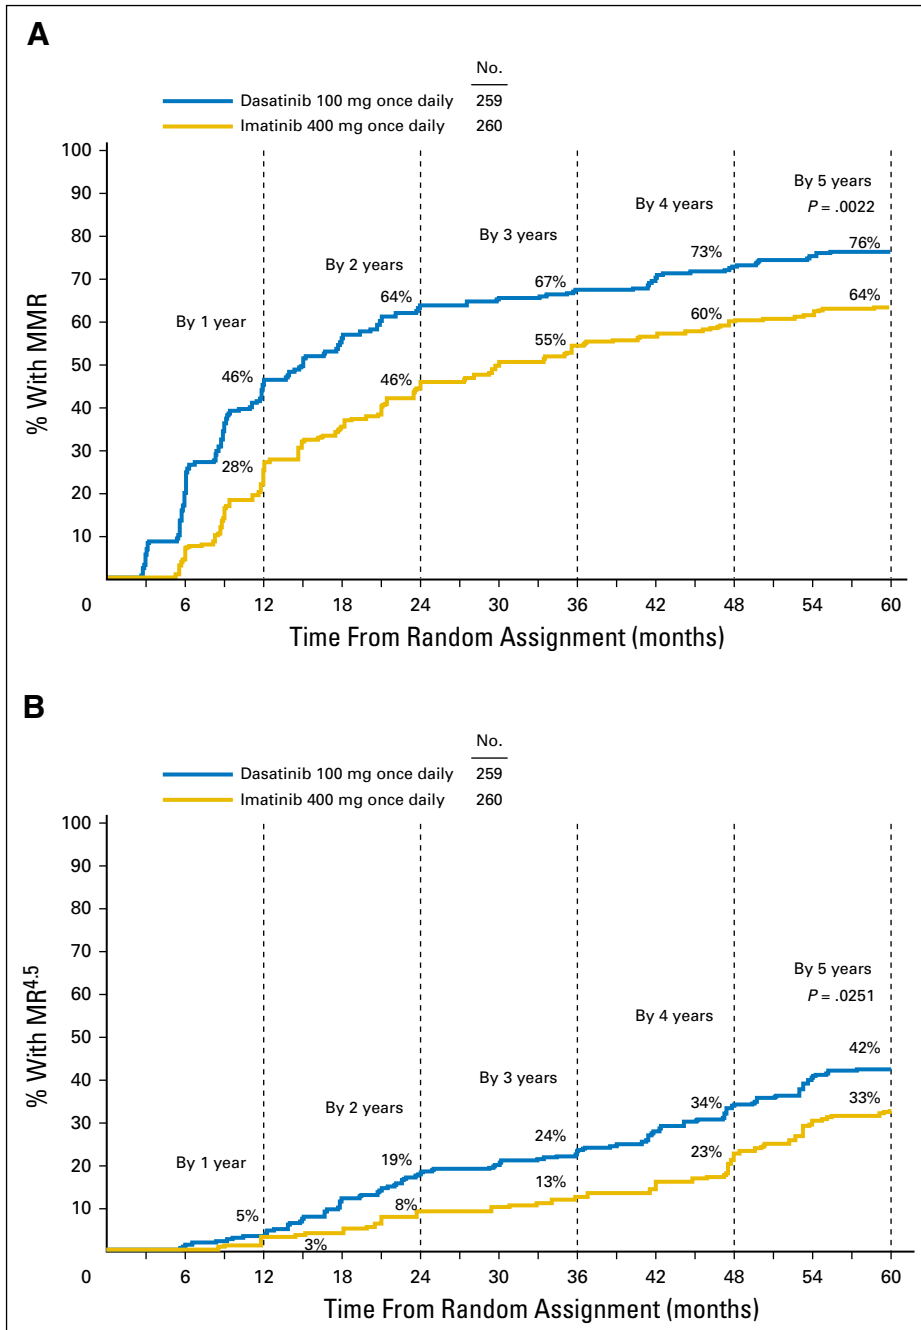 A
No.
Dasatinib 100 mg once daily 259
Imatinib 400 mg once daily 260
100
90
80
70
60
50
40
30
20
10
0
% With MMR
By 1 year
By 2 years
By 3 years
By 4 years
By 5 years
P = .0022
46%
64%
67%
73%
76%
28%
46%
55%
60%
64%
6 12 18 24 30 36 42 48 54 60
Time From Random Assignment (months)
B
No.
Dasatinib 100 mg once daily 259
Imatinib 400 mg once daily 260
100
90
80
70
60
50
40
30
20
10
0
% With MR4.5
By 1 year
By 2 years
By 3 years
By 4 years
By 5 years
P = .0251
5%
19%
24%
34%
42%
3%
8%
13%
23%
33%
6 12 18 24 30 36 42 48 54 60
Time From Random Assignment (months)